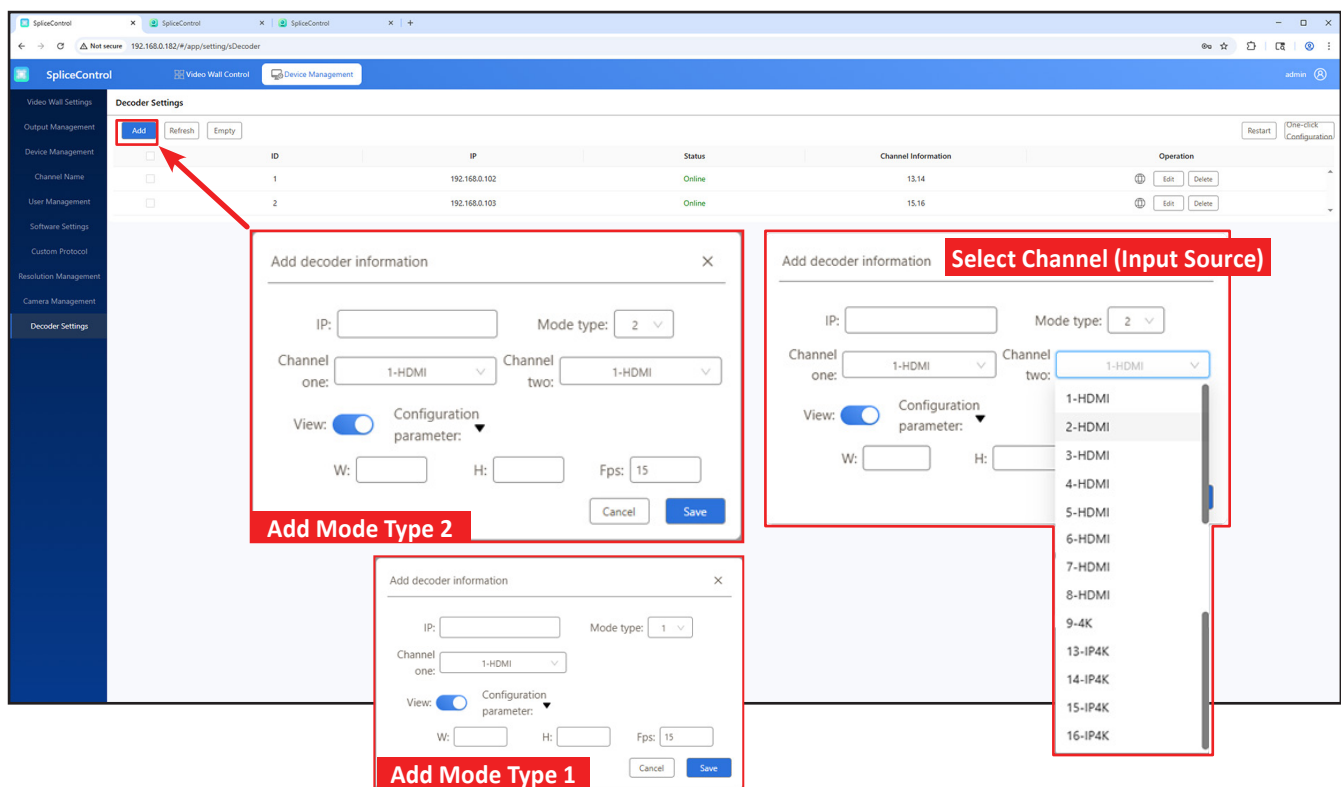 SpliceControl
SpliceControl
SpliceControl
Not secure 192.168.0.182/#/app/setting/sDecoder
SpliceControl
Video Wall Control
Device Management
admin
Video Wall Settings
Output Management
Device Management
Channel Name
User Management
Software Settings
Custom Protocol
Resolution Management
Camera Management
Decoder Settings
Decoder Settings
Add Refresh Empty
Restart One-click Configuration
ID IP Status Channel Information Operation
1 192.168.0.102 Online 13,14 Edit Delete
2 192.168.0.103 Online 15,16 Edit Delete
Add decoder information
IP: Mode type: 2
Channel one: 1-HDMI Channel two: 1-HDMI
View: Configuration parameter:
W: H: Fps: 15
Cancel Save
Add Mode Type 2
Add decoder information
Select Channel (Input Source)
IP: Mode type: 2
Channel one: 1-HDMI Channel two: 1-HDMI
View: Configuration parameter:
W: H:
1-HDMI
2-HDMI
3-HDMI
4-HDMI
5-HDMI
6-HDMI
7-HDMI
8-HDMI
9-4K
13-IP4K
14-IP4K
15-IP4K
16-IP4K
Add decoder information
IP: Mode type: 1
Channel one: 1-HDMI
View: Configuration parameter:
W: H: Fps: 15
Cancel Save
Add Mode Type 1